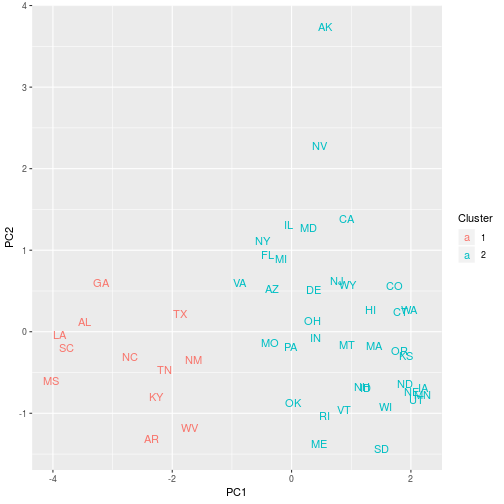 4
3
2
1
0
-1
PC2
-4
-2
0
2
PC1
AK
NV
CA
IL
MD
NY
FL
MI
GA
VA
AZ
DE
NJ
WY
CO
TX
HI
CT
WA
AL
OH
LA
IN
SC
MO
PA
MT
MA
OR
KS
NC
NM
TN
MS
NH
ID
ND
IA
NE
MN
UT
KY
OK
VT
WI
RI
WV
AR
ME
SD
Cluster
a 1
a 2